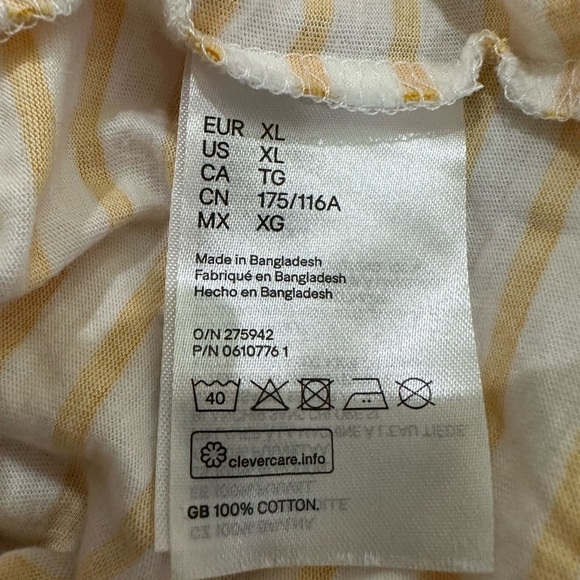 EUR XL
US XL
CA TG
CN 175/116A
MX XG
Made in Bangladesh
Fabriqué en Bangladesh
Hecho en Bangladesh
O/N 275942
P/N 0610776 1
40
clevercare.info
GB 100% COTTON.